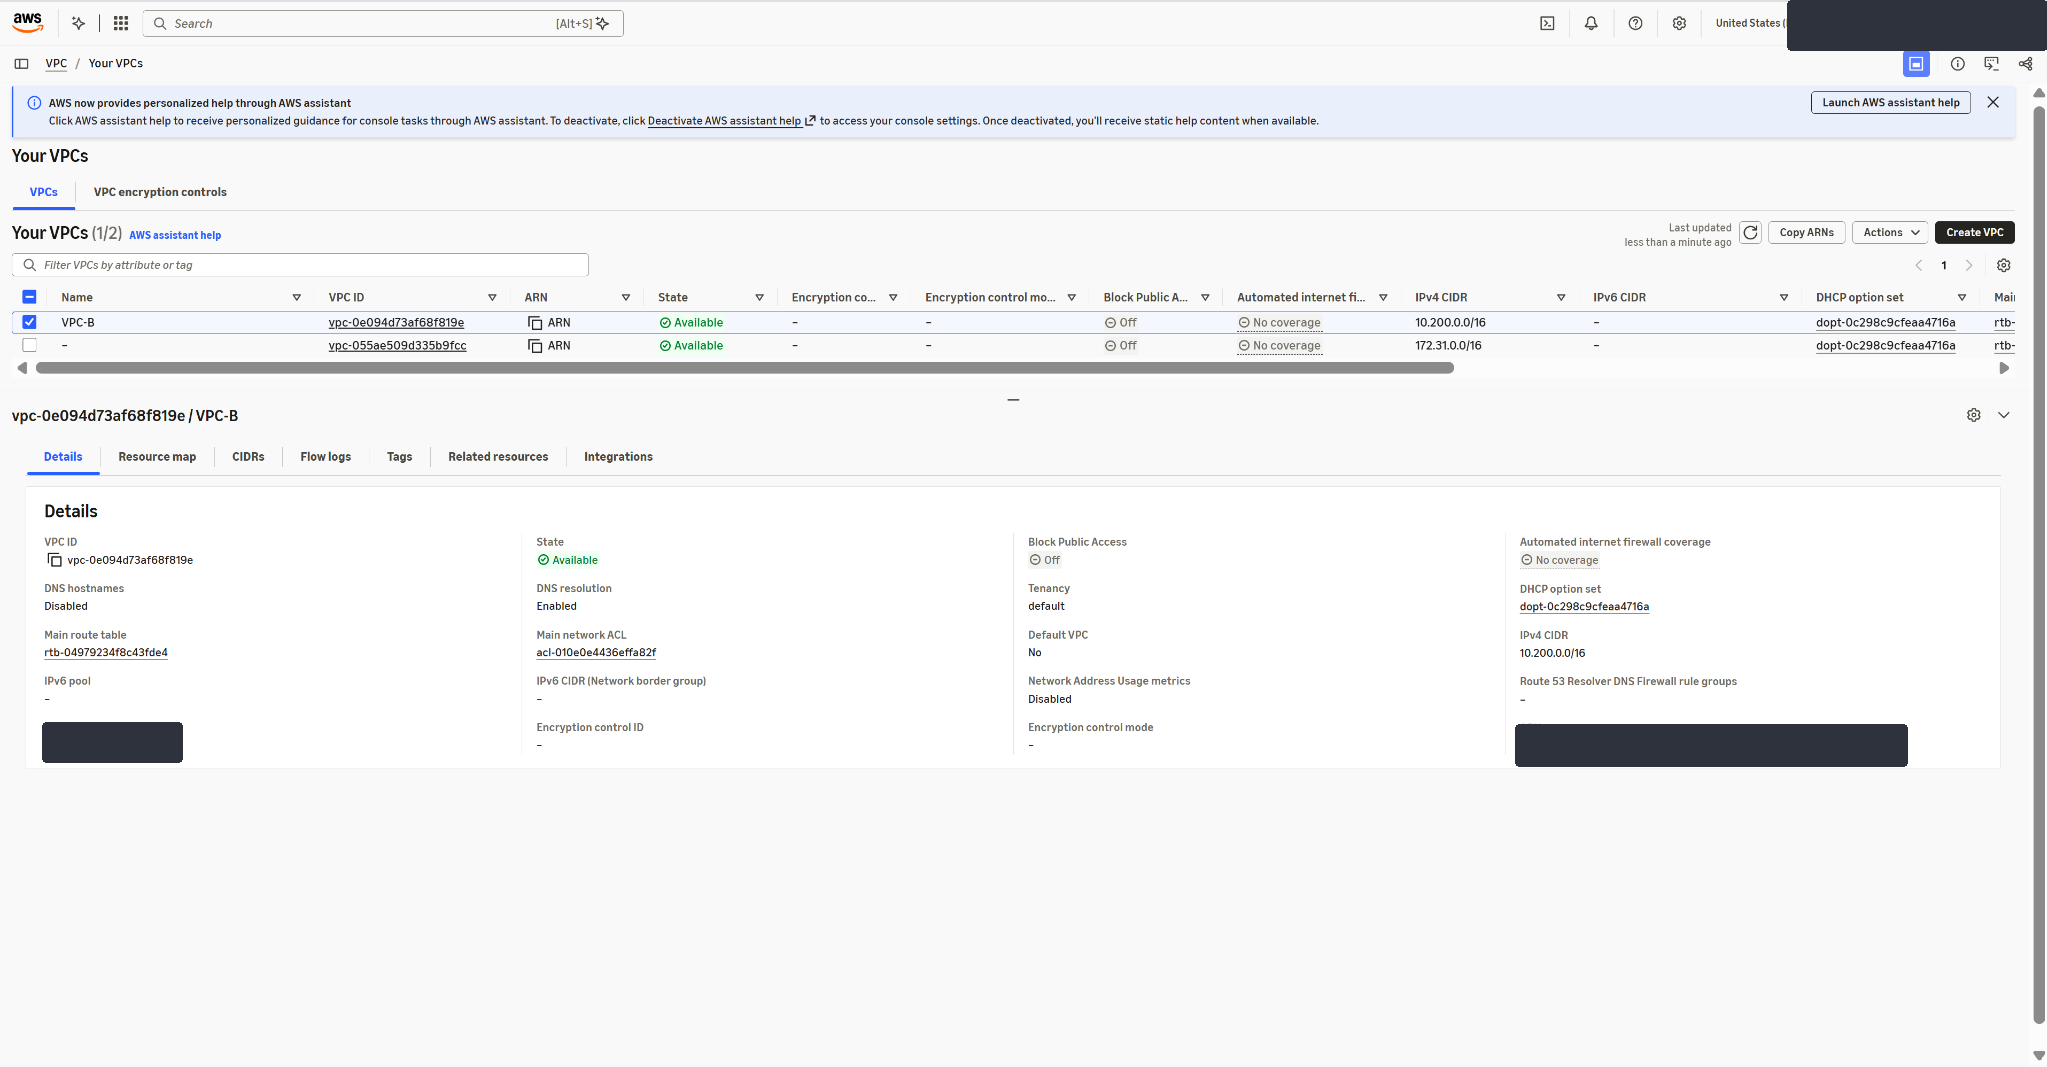 aws
Search [Alt+S]
United States (
VPC / Your VPCs
AWS now provides personalized help through AWS assistant
Launch AWS assistant help
Click AWS assistant help to receive personalized guidance for console tasks through AWS assistant. To deactivate, click Deactivate AWS assistant help to access your console settings. Once deactivated, you'll receive static help content when available.
Your VPCs
VPCs VPC encryption controls
Your VPCs (1/2) AWS assistant help
Last updated
less than a minute ago
Copy ARNs Actions Create VPC
Filter VPCs by attribute or tag
1
Name VPC ID ARN State Encryption co... Encryption control mo... Block Public A... Automated internet fi... IPv4 CIDR IPv6 CIDR DHCP option set Mai
VPC-B vpc-0e094d73af68f819e ARN Available – – Off No coverage 10.200.0.0/16 – dopt-0c298c9cfeaa4716a rtb-
– vpc-055ae509d335b9fcc ARN Available – – Off No coverage 172.31.0.0/16 – dopt-0c298c9cfeaa4716a rtb-
vpc-0e094d73af68f819e / VPC-B
Details Resource map CIDRs Flow logs Tags Related resources Integrations
Details
VPC ID State Block Public Access Automated internet firewall coverage
vpc-0e094d73af68f819e Available Off No coverage
DNS hostnames DNS resolution Tenancy DHCP option set
Disabled Enabled default dopt-0c298c9cfeaa4716a
Main route table Main network ACL Default VPC IPv4 CIDR
rtb-04979234f8c43fde4 acl-010e0e4436effa82f No 10.200.0.0/16
IPv6 pool IPv6 CIDR (Network border group) Network Address Usage metrics Route 53 Resolver DNS Firewall rule groups
– – Disabled –
Encryption control ID Encryption control mode
– –